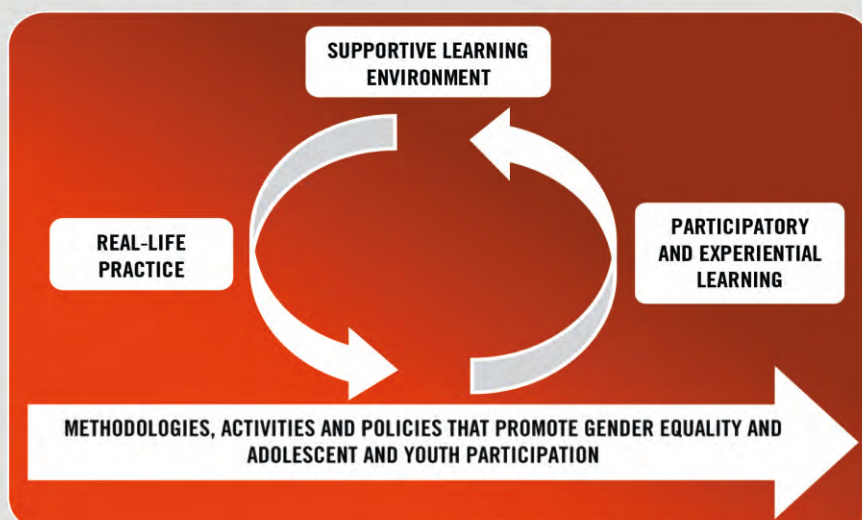 SUPPORTIVE LEARNING
ENVIRONMENT
REAL-LIFE
PRACTICE
PARTICIPATORY
AND EXPERIENTIAL
LEARNING
METHODOLOGIES, ACTIVITIES AND POLICIES THAT PROMOTE GENDER EQUALITY AND
ADOLESCENT AND YOUTH PARTICIPATION